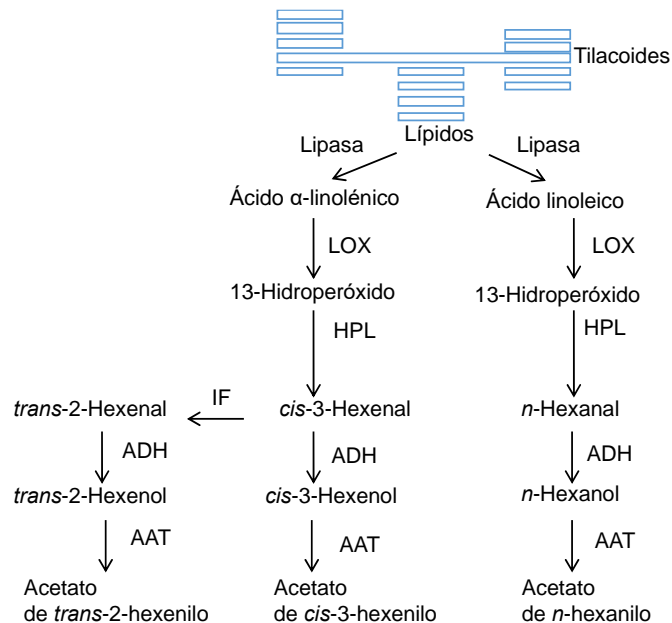 Tilacoides
Lípidos
Lipasa
Lipasa
Ácido α-linolénico
Ácido linoleico
LOX
LOX
13-Hidroperóxido
13-Hidroperóxido
HPL
HPL
trans-2-Hexenal
IF
cis-3-Hexenal
n-Hexanal
ADH
ADH
ADH
trans-2-Hexenol
cis-3-Hexenol
n-Hexanol
AAT
AAT
AAT
Acetato
de trans-2-hexenilo
Acetato
de cis-3-hexenilo
Acetato
de n-hexanilo